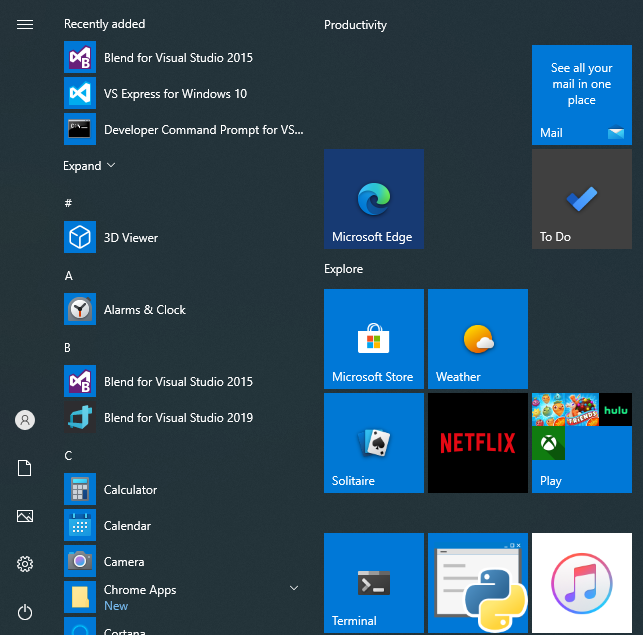 Recently added
Blend for Visual Studio 2015
VS Express for Windows 10
Developer Command Prompt for VS...
Expand
#
3D Viewer
A
Alarms & Clock
B
Blend for Visual Studio 2015
Blend for Visual Studio 2019
C
Calculator
Calendar
Camera
Chrome Apps
New
Cortana
Productivity
See all your
mail in one
place
Mail
Microsoft Edge
To Do
Explore
Microsoft Store
Weather
Solitaire
NETFLIX
FRIENDS
hulu
Play
Terminal